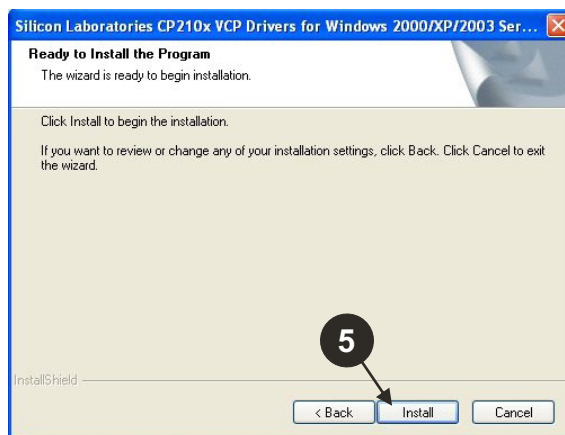 Silicon Laboratories CP210x VCP Drivers for Windows 2000/XP/2003 Ser...
Ready to Install the Program
The wizard is ready to begin installation.
Click Install to begin the installation.
If you want to review or change any of your installation settings, click Back. Click Cancel to exit
the wizard.
5
InstallShield
< Back Install Cancel